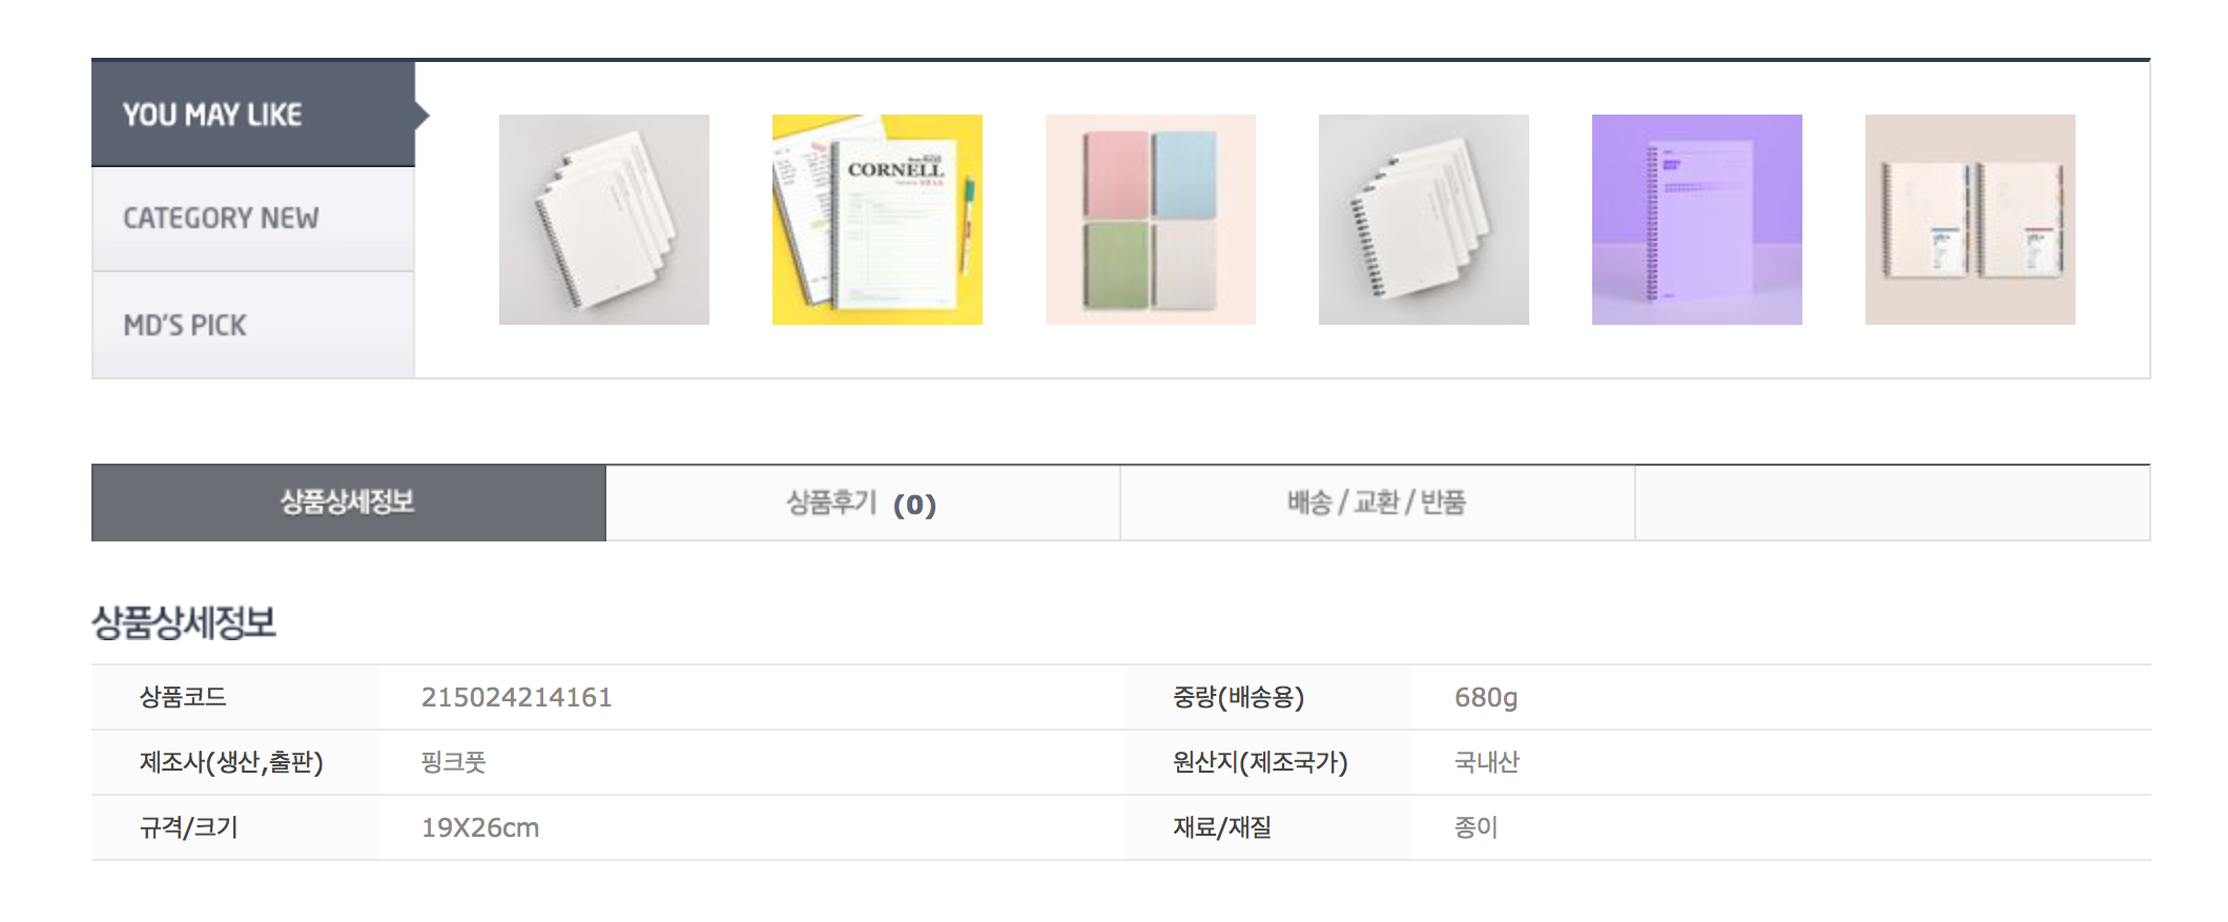 YOU MAY LIKE
CATEGORY NEW
MD'S PICK
CORNELL
상품상세정보
상품후기 (0)
배송 / 교환 / 반품
상품상세정보
상품코드 215024214161 중량(배송용) 680g
제조사(생산,출판) 핑크풋 원산지(제조국가) 국내산
규격/크기 19X26cm 재료/재질 종이